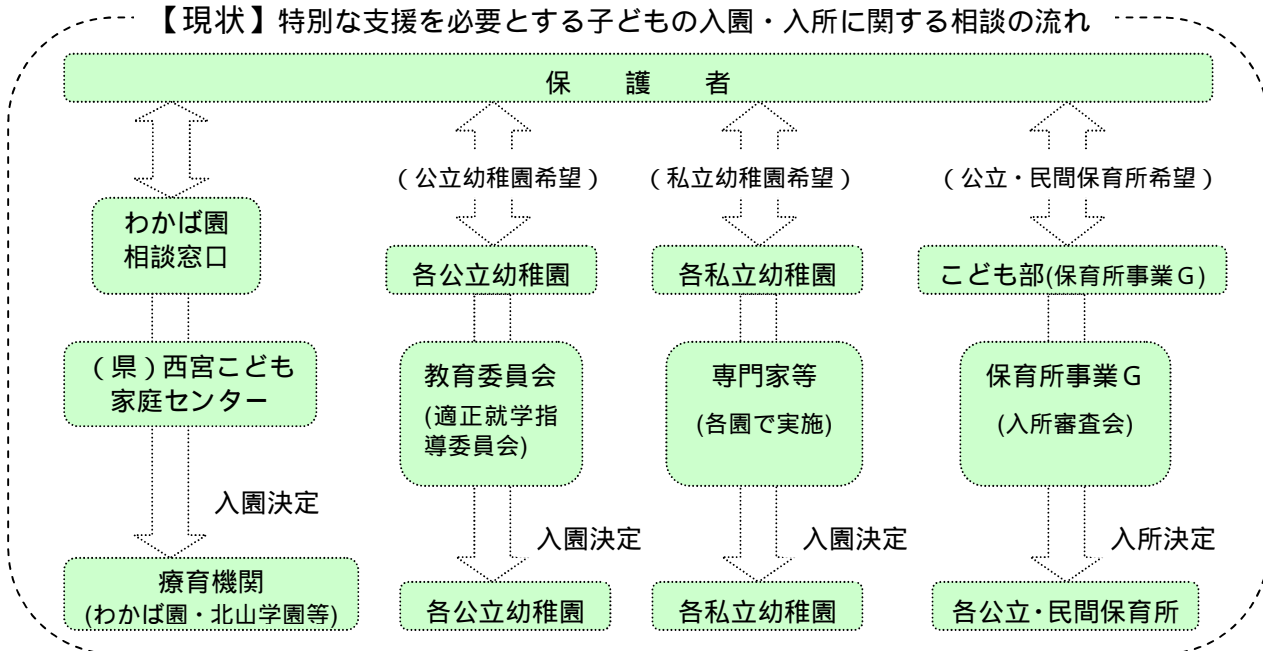 【現状】特別な支援を必要とする子どもの入園・入所に関する相談の流れ
保　護　者
(公立幼稚園希望)
(私立幼稚園希望)
(公立・民間保育所希望)
わかば園
相談窓口
各公立幼稚園
各私立幼稚園
こども部(保育所事業G)
(県)西宮こども
家庭センター
教育委員会
(適正就学指
導委員会)
専門家等
(各園で実施)
保育所事業G
(入所審査会)
入園決定
入園決定
入園決定
入所決定
療育機関
(わかば園・北山学園等)
各公立幼稚園
各私立幼稚園
各公立・民間保育所